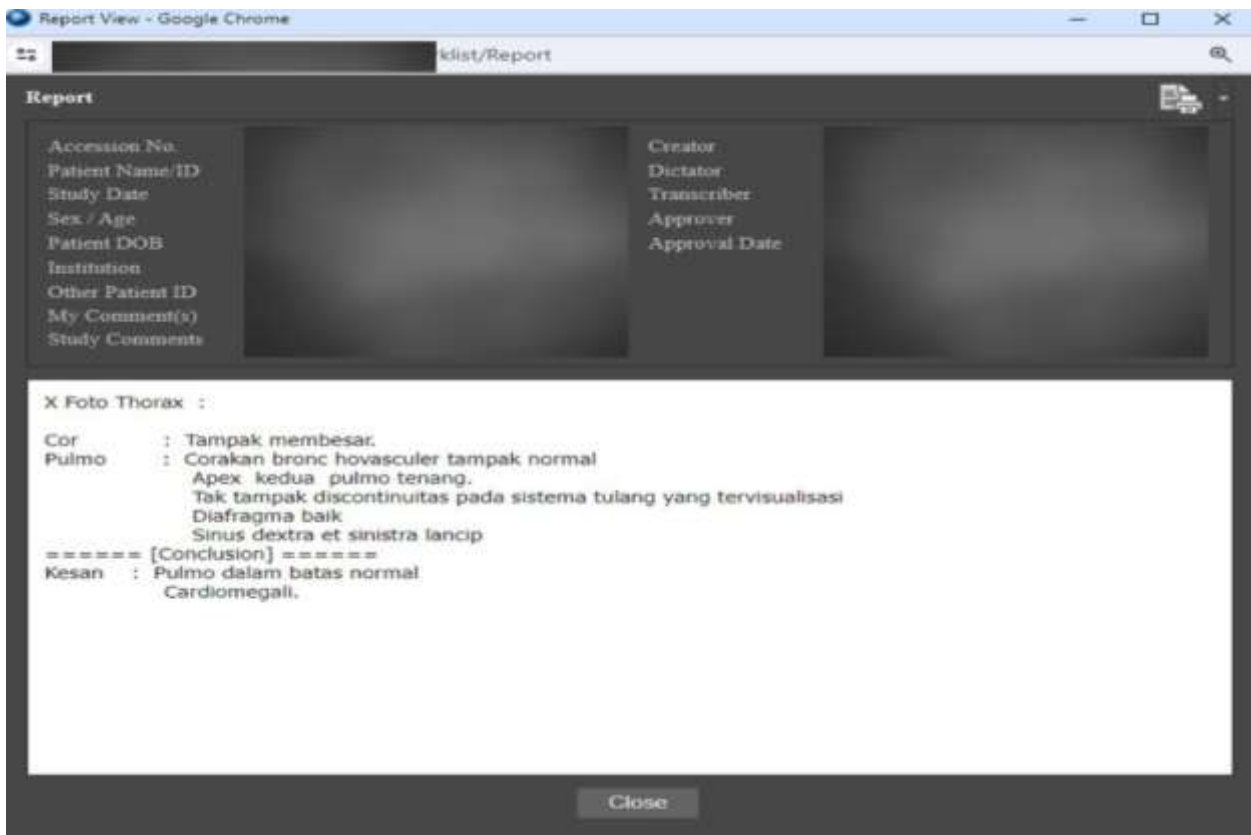 Report View - Google Chrome
klist/Report
Report
Accession No.
Patient Name/ID
Study Date
Sex / Age
Patient DOB
Institution
Other Patient ID
My Comment(s)
Study Comments
Creator
Dictator
Transcriber
Approver
Approval Date
X Foto Thorax :
Cor : Tampak membesar.
Pulmo : Corakan bronc hovasculer tampak normal
Apex kedua pulmo tenang.
Tak tampak discontinuitas pada sistema tulang yang tervisualisasi
Diafragma baik
Sinus dextra et sinistra lancip
====== [Conclusion] ======
Kesan : Pulmo dalam batas normal
Cardiomegali.
Close